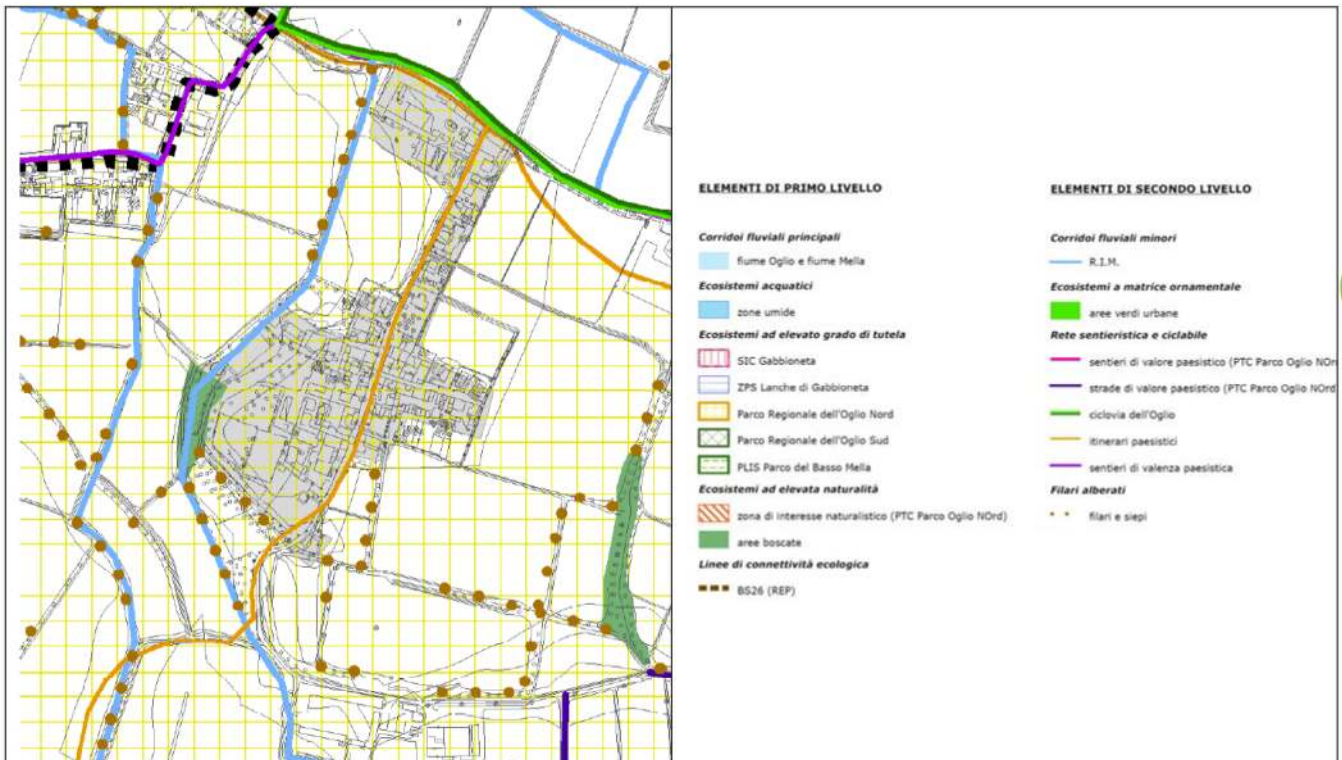 ELEMENTI DI PRIMO LIVELLO
Corridoi fluviali principali
fiume Oglio e fiume Mella
Ecosistemi acquatici
zone umide
Ecosistemi ad elevato grado di tutela
SIC Gabbioneta
ZPS Lanche di Gabbioneta
Parco Regionale dell'Oglio Nord
Parco Regionale dell'Oglio Sud
PLIS Parco del Basso Mella
Ecosistemi ad elevata naturalità
zona di interesse naturalistico (PTC Parco Oglio NOrd)
aree boscate
Linee di connettività ecologica
BS26 (REP)
ELEMENTI DI SECONDO LIVELLO
Corridoi fluviali minori
R.I.M.
Ecosistemi a matrice ornamentale
aree verdi urbane
Rete sentieristica e ciclabile
sentieri di valore paesistico (PTC Parco Oglio NOr
strade di valore paesistico (PTC Parco Oglio NOrd
ciclovia dell'Oglio
itinerari paesistici
sentieri di valenza paesistica
Filari alberati
filari e siepi